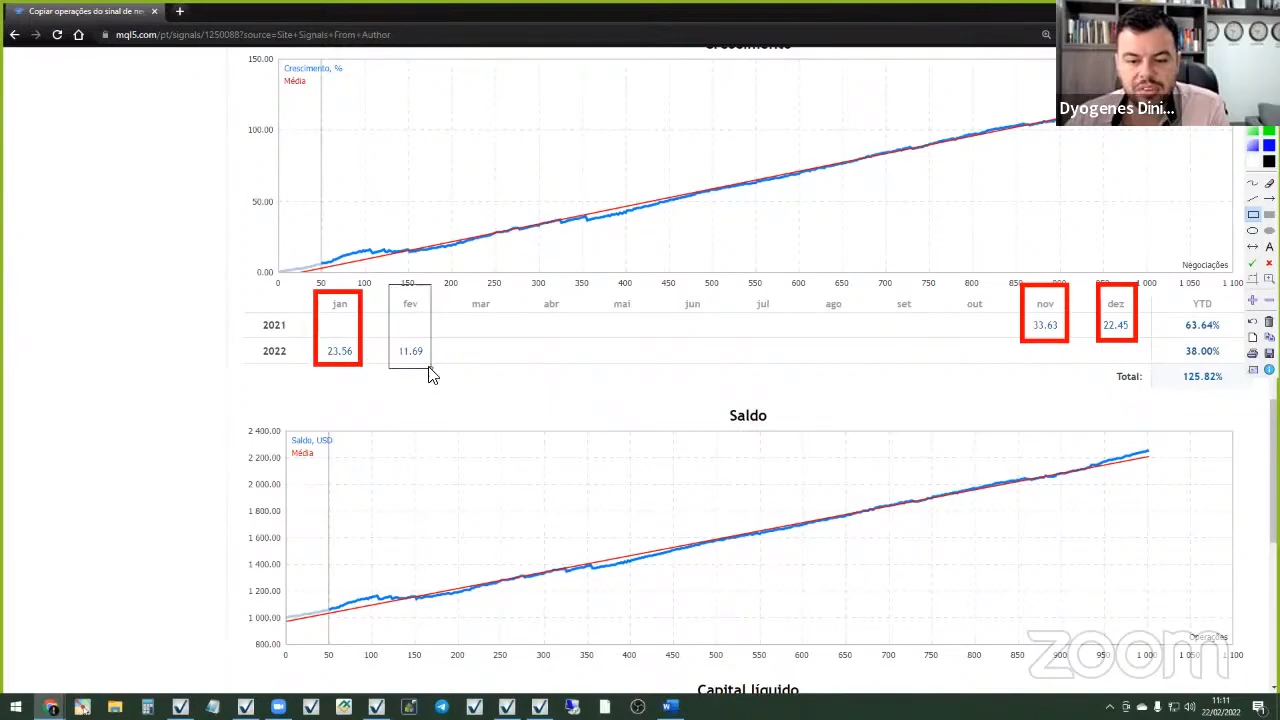 Copiar operações do sinal de ne
mql5.com/pt/signals/1250088?source=Site+Signals+From+Author
Dyogenes Dini...
Crescimento
Crescimento, %
Média
150.00
100.00
50.00
0.00
Negociações
0 50 100 150 200 250 300 350 400 450 500 550 600 650 700 750 800 850 900 950 1 000 1 050 1 100
jan fev mar abr mai jun jul ago set out nov dez YTD
2021 33.63 22.45 63.64%
2022 23.56 11.69 38.00%
Total: 125.82%
Saldo
Saldo, USD
Média
2 400.00
2 200.00
2 000.00
1 800.00
1 600.00
1 400.00
1 200.00
1 000.00
800.00
Operações
0 50 100 150 200 250 300 350 400 450 500 550 600 650 700 750 800 850 900 950 1 000 1 050 1 100
zoom
Capital líquido
11:11
22/02/2022